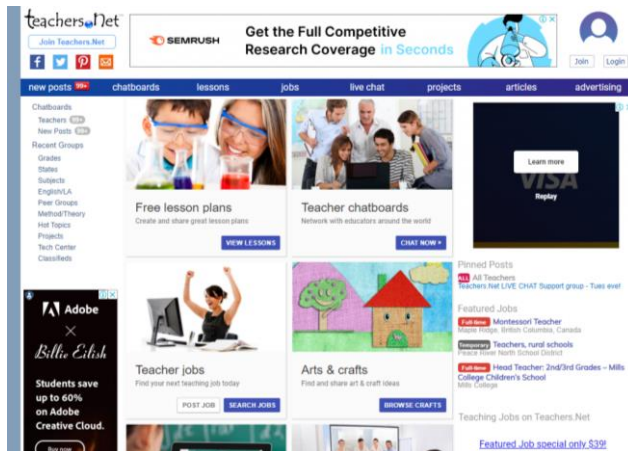 teachers.Net
Join Teachers.Net
SEMRUSH
Get the Full Competitive
Research Coverage in Seconds
Join
Login
new posts 99+
chatboards
lessons
jobs
live chat
projects
articles
advertising
Chatboards
Teachers 99+
New Posts 99+
Recent Groups
Grades
States
Subjects
English/LA
Peer Groups
Method/Theory
Hot Topics
Projects
Tech Center
Classifieds
Adobe
×
Billie Eilish
Students save
up to 60%
on Adobe
Creative Cloud.
Buy now
Free lesson plans
Create and share great lesson plans
VIEW LESSONS
Teacher chatboards
Network with educators around the world
CHAT NOW
Teacher jobs
Find your next teaching job today
POST JOB
SEARCH JOBS
Arts & crafts
Find and share art & craft ideas
BROWSE CRAFTS
Learn more
VISA
Replay
Pinned Posts
ALL All Teachers
Teachers.Net LIVE CHAT Support group - Tues eve!
Featured Jobs
Full-time Montessori Teacher
Maple Ridge, British Columbia, Canada
Temporary Teachers, rural schools
Peace River North School District
Full-time Head Teacher: 2nd/3rd Grades – Mills
College Children's School
Mills College
Teaching Jobs on Teachers.Net
Featured Job special only $39!